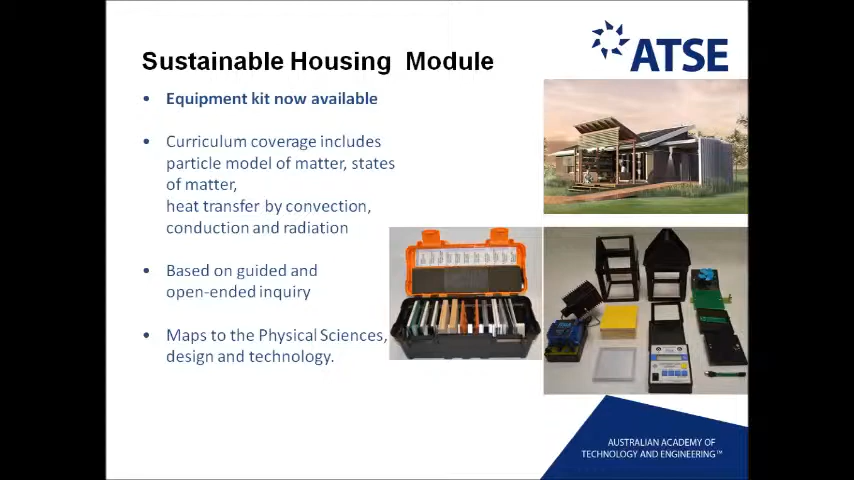 Sustainable Housing Module
ATSE
• Equipment kit now available
• Curriculum coverage includes
particle model of matter, states
of matter,
heat transfer by convection,
conduction and radiation
• Based on guided and
open-ended inquiry
• Maps to the Physical Sciences,
design and technology.
AUSTRALIAN ACADEMY OF
TECHNOLOGY AND ENGINEERING™